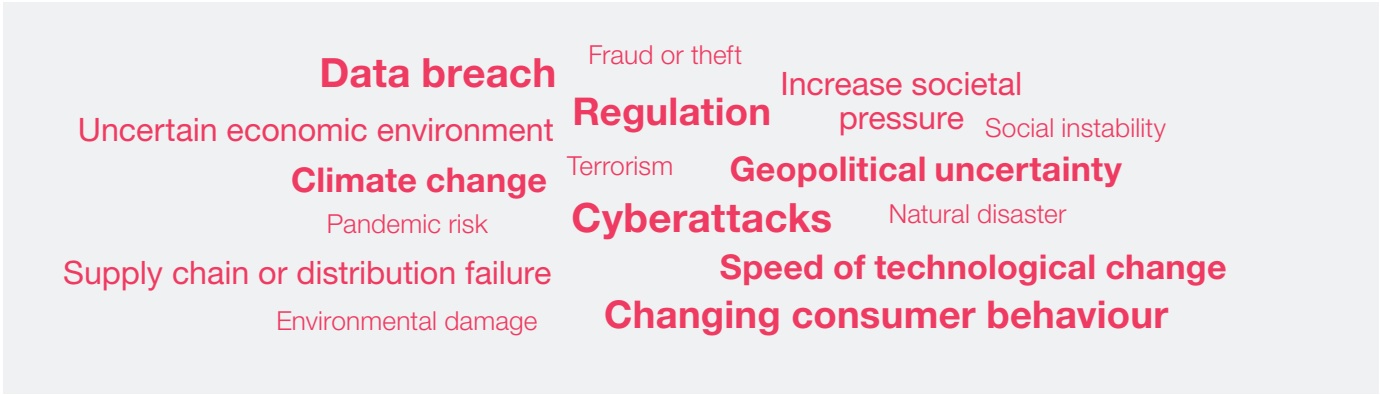 Fraud or theft
Data breach
Increase societal
pressure
Regulation
Uncertain economic environment
Social instability
Terrorism
Geopolitical uncertainty
Climate change
Cyberattacks
Natural disaster
Pandemic risk
Supply chain or distribution failure
Speed of technological change
Changing consumer behaviour
Environmental damage